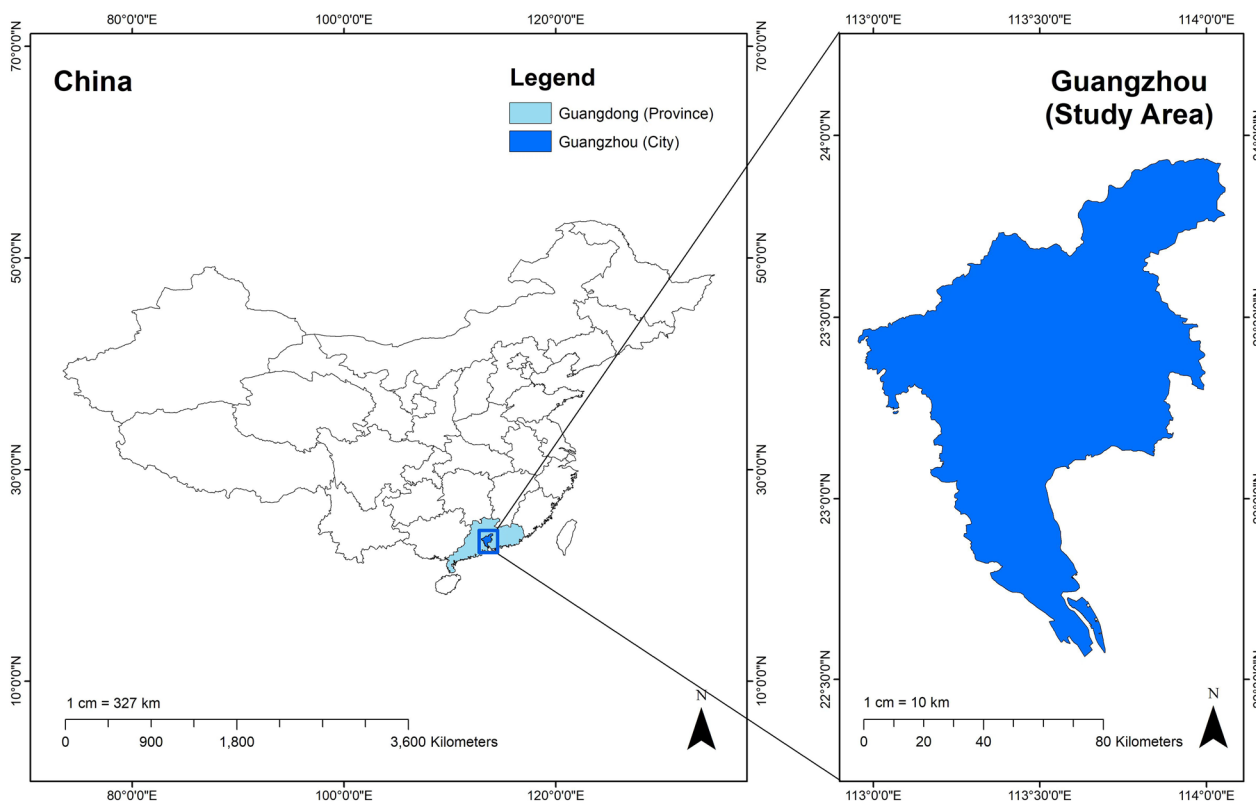 80°0'0"E 100°0'0"E 120°0'0"E
113°0'0"E 113°30'0"E 114°0'0"E
China
Legend
Guangdong (Province)
Guangzhou (City)
Guangzhou
(Study Area)
70°0'0"N
50°0'0"N
30°0'0"N
10°0'0"N
70°0'0"N
50°0'0"N
30°0'0"N
10°0'0"N
24°0'0"N
23°30'0"N
23°0'0"N
22°30'0"N
1 cm = 327 km
0 900 1,800 3,600 Kilometers
N
1 cm = 10 km
0 20 40 80 Kilometers
N
80°0'0"E 100°0'0"E 120°0'0"E
113°0'0"E 113°30'0"E 114°0'0"E